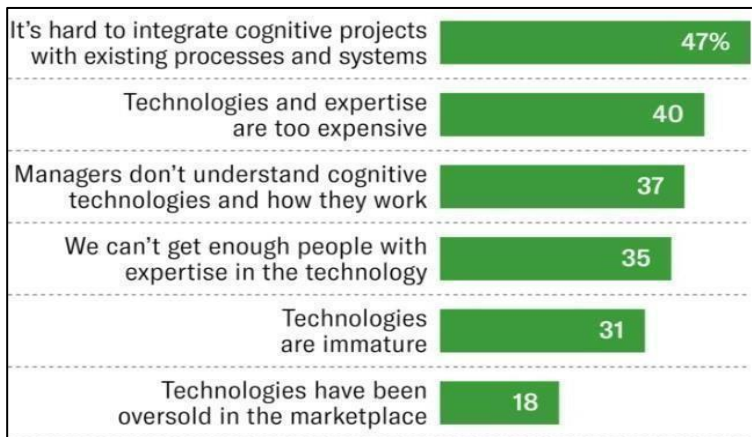 It’s hard to integrate cognitive projects
with existing processes and systems
47%
Technologies and expertise
are too expensive
40
Managers don’t understand cognitive
technologies and how they work
37
We can’t get enough people with
expertise in the technology
35
Technologies
are immature
31
Technologies have been
oversold in the marketplace
18